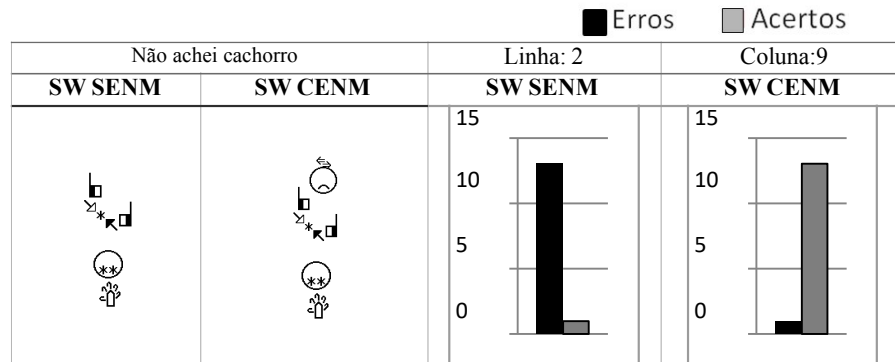 Erros Acertos
Não achei cachorro Linha: 2 Coluna:9
SW SENM SW CENM SW SENM SW CENM
15 15
10 10
5 5
0 0